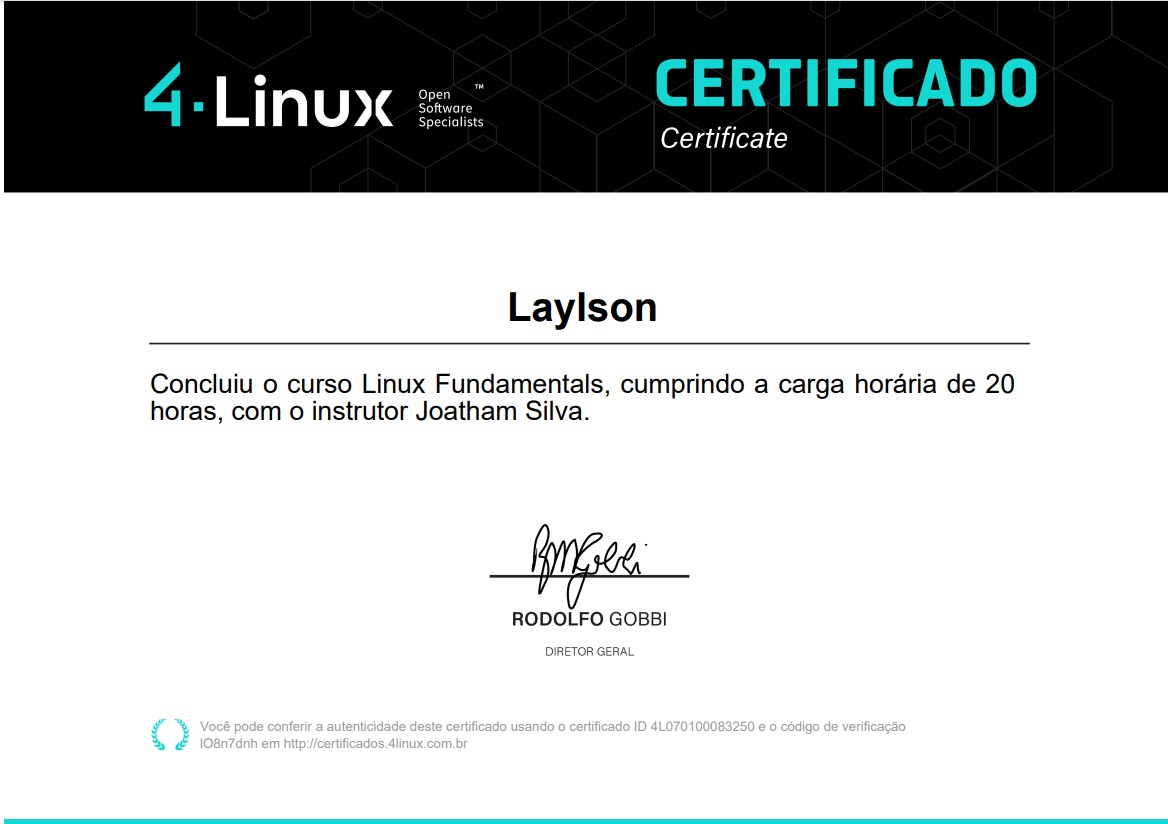 4.Linux
Open
Software
Specialists
™
CERTIFICADO
Certificate
Laylson
Concluiu o curso Linux Fundamentals, cumprindo a carga horária de 20
horas, com o instrutor Joatham Silva.
RODOLFO GOBBI
DIRETOR GERAL
Você pode conferir a autenticidade deste certificado usando o certificado ID 4L070100083250 e o código de verificação
lO8n7dnh em http://certificados.4linux.com.br